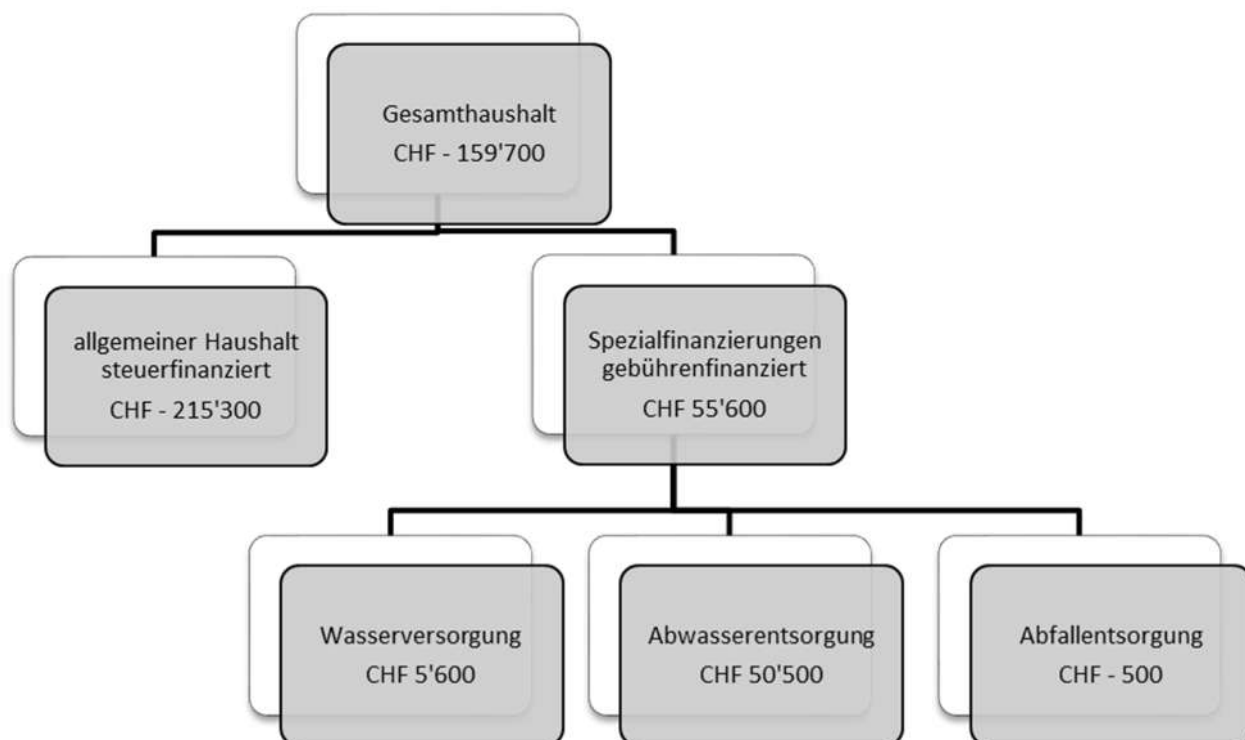 Gesamthaushalt
CHF - 159'700
allgemeiner Haushalt
steuerfinanziert
CHF - 215'300
Spezialfinanzierungen
gebührenfinanziert
CHF 55'600
Wasserversorgung
CHF 5'600
Abwasserentsorgung
CHF 50'500
Abfallentsorgung
CHF - 500